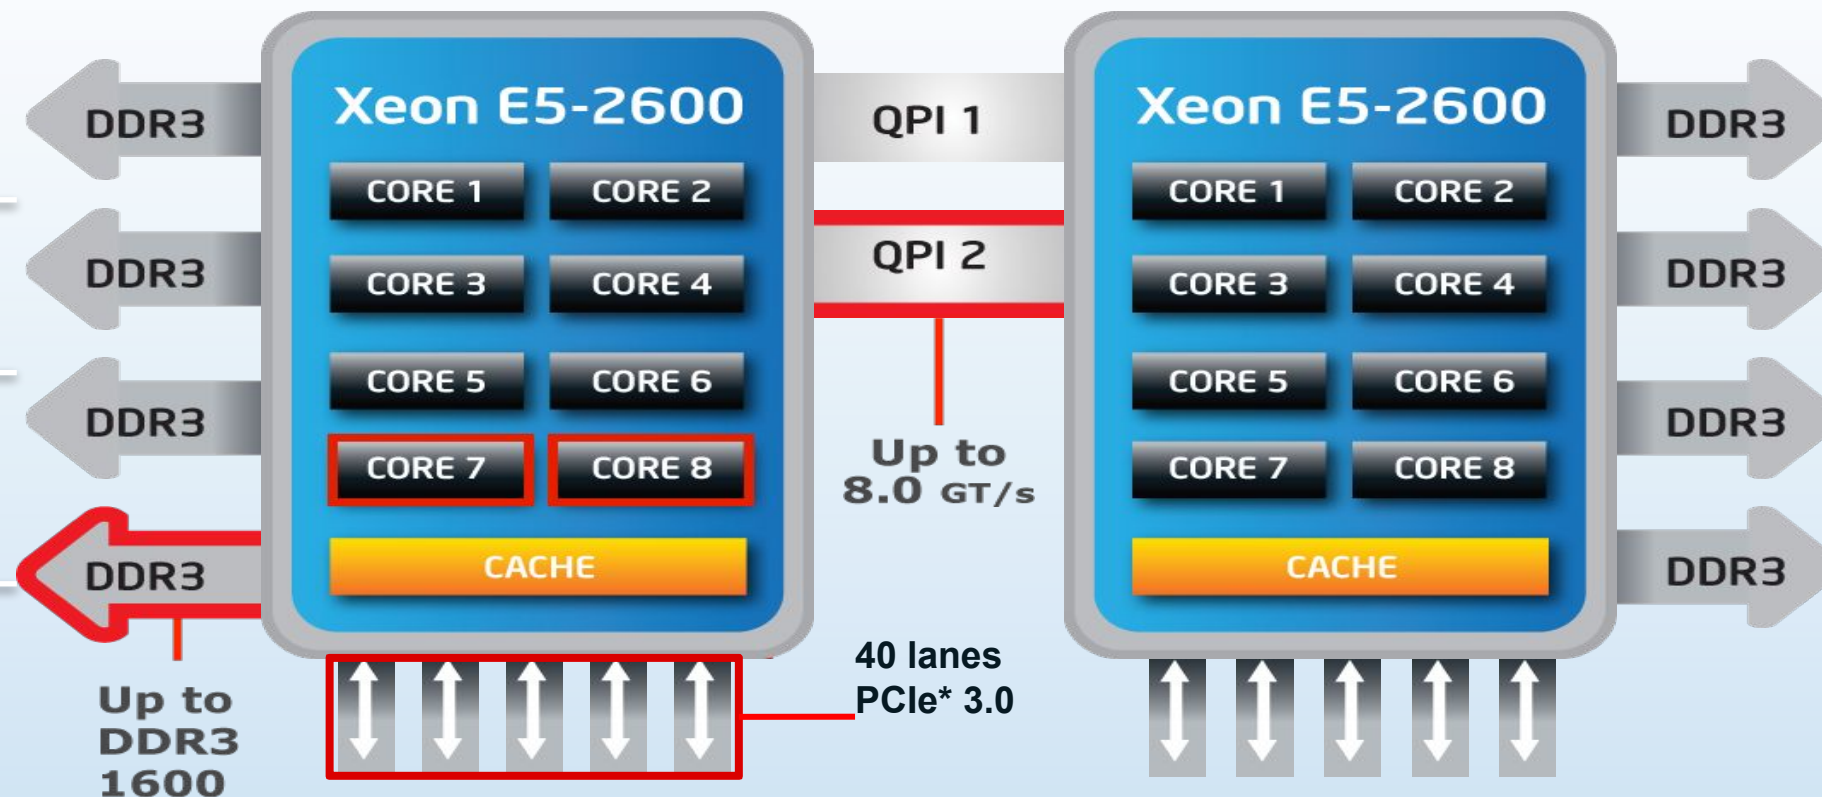 DDR3
DDR3
DDR3
DDR3
Up to
DDR3
1600
Xeon E5-2600
CORE 1 CORE 2
CORE 3 CORE 4
CORE 5 CORE 6
CORE 7 CORE 8
CACHE
QPI 1
QPI 2
Up to
8.0 GT/s
40 lanes
PCIe* 3.0
Xeon E5-2600
CORE 1 CORE 2
CORE 3 CORE 4
CORE 5 CORE 6
CORE 7 CORE 8
CACHE
DDR3
DDR3
DDR3
DDR3